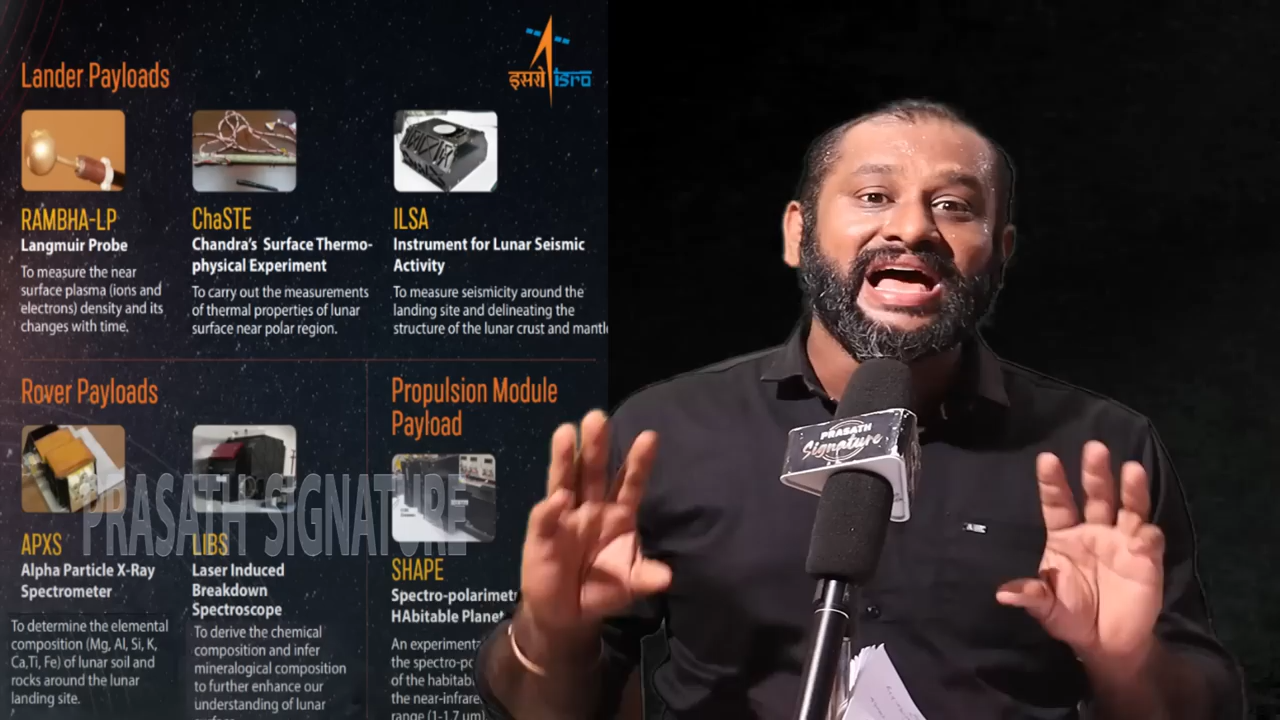 इसरो isro
Lander Payloads
RAMBHA-LP
Langmuir Probe
To measure the near
surface plasma (ions and
electrons) density and its
changes with time.
ChaSTE
Chandra's Surface Thermo-
physical Experiment
To carry out the measurements
of thermal properties of lunar
surface near polar region.
ILSA
Instrument for Lunar Seismic
Activity
To measure seismicity around the
landing site and delineating the
structure of the lunar crust and mantle
Rover Payloads
APXS
Alpha Particle X-Ray
Spectrometer
To determine the elemental
composition (Mg, Al, Si, K,
Ca,Ti, Fe) of lunar soil and
rocks around the lunar
landing site.
LIBS
Laser Induced
Breakdown
Spectroscope
To derive the chemical
composition and infer
mineralogical composition
to further enhance our
understanding of lunar
Propulsion Module
Payload
SHAPE
Spectro-polarimet
HAbitable Planet
An experimenta
the spectro-po
of the habitab
the near-infrare
range (1-1.7 μm)
PRASATH SIGNATURE
PRASATH
Signature